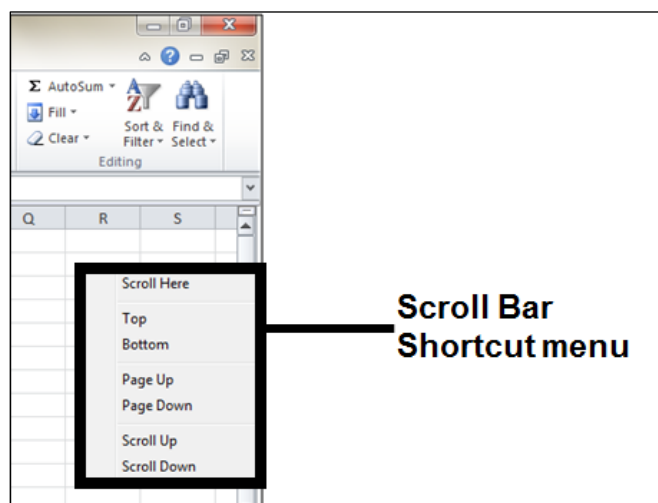 Σ AutoSum
Fill
Clear
A
Z
Sort &
Filter
Find &
Select
Editing
Q R S
Scroll Here
Top
Bottom
Page Up
Page Down
Scroll Up
Scroll Down
Scroll Bar
Shortcut menu